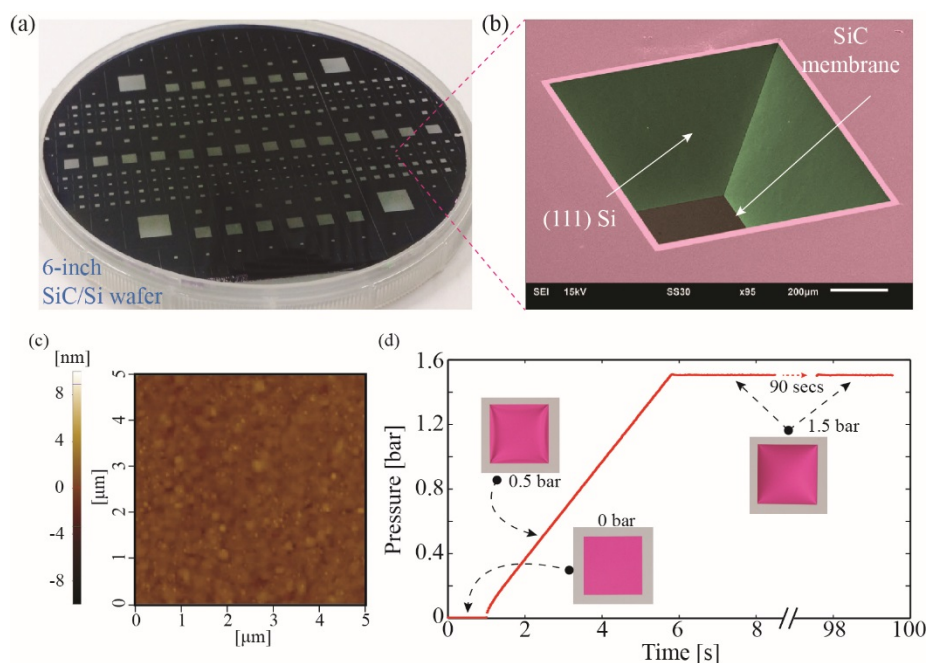 (a)
6-inch
SiC/Si wafer
(b)
SiC
membrane
(111) Si
SEI 15kV SS30 x95 200μm
(c)
[nm]
8
4
0
-4
-8
[μm]
5
4
3
2
1
0
0 1 2 3 4 5
[μm]
(d)
Pressure [bar]
1.6
1.2
0.8
0.4
0
0.5 bar
0 bar
90 secs
1.5 bar
0 2 4 6 8 98 100
Time [s]